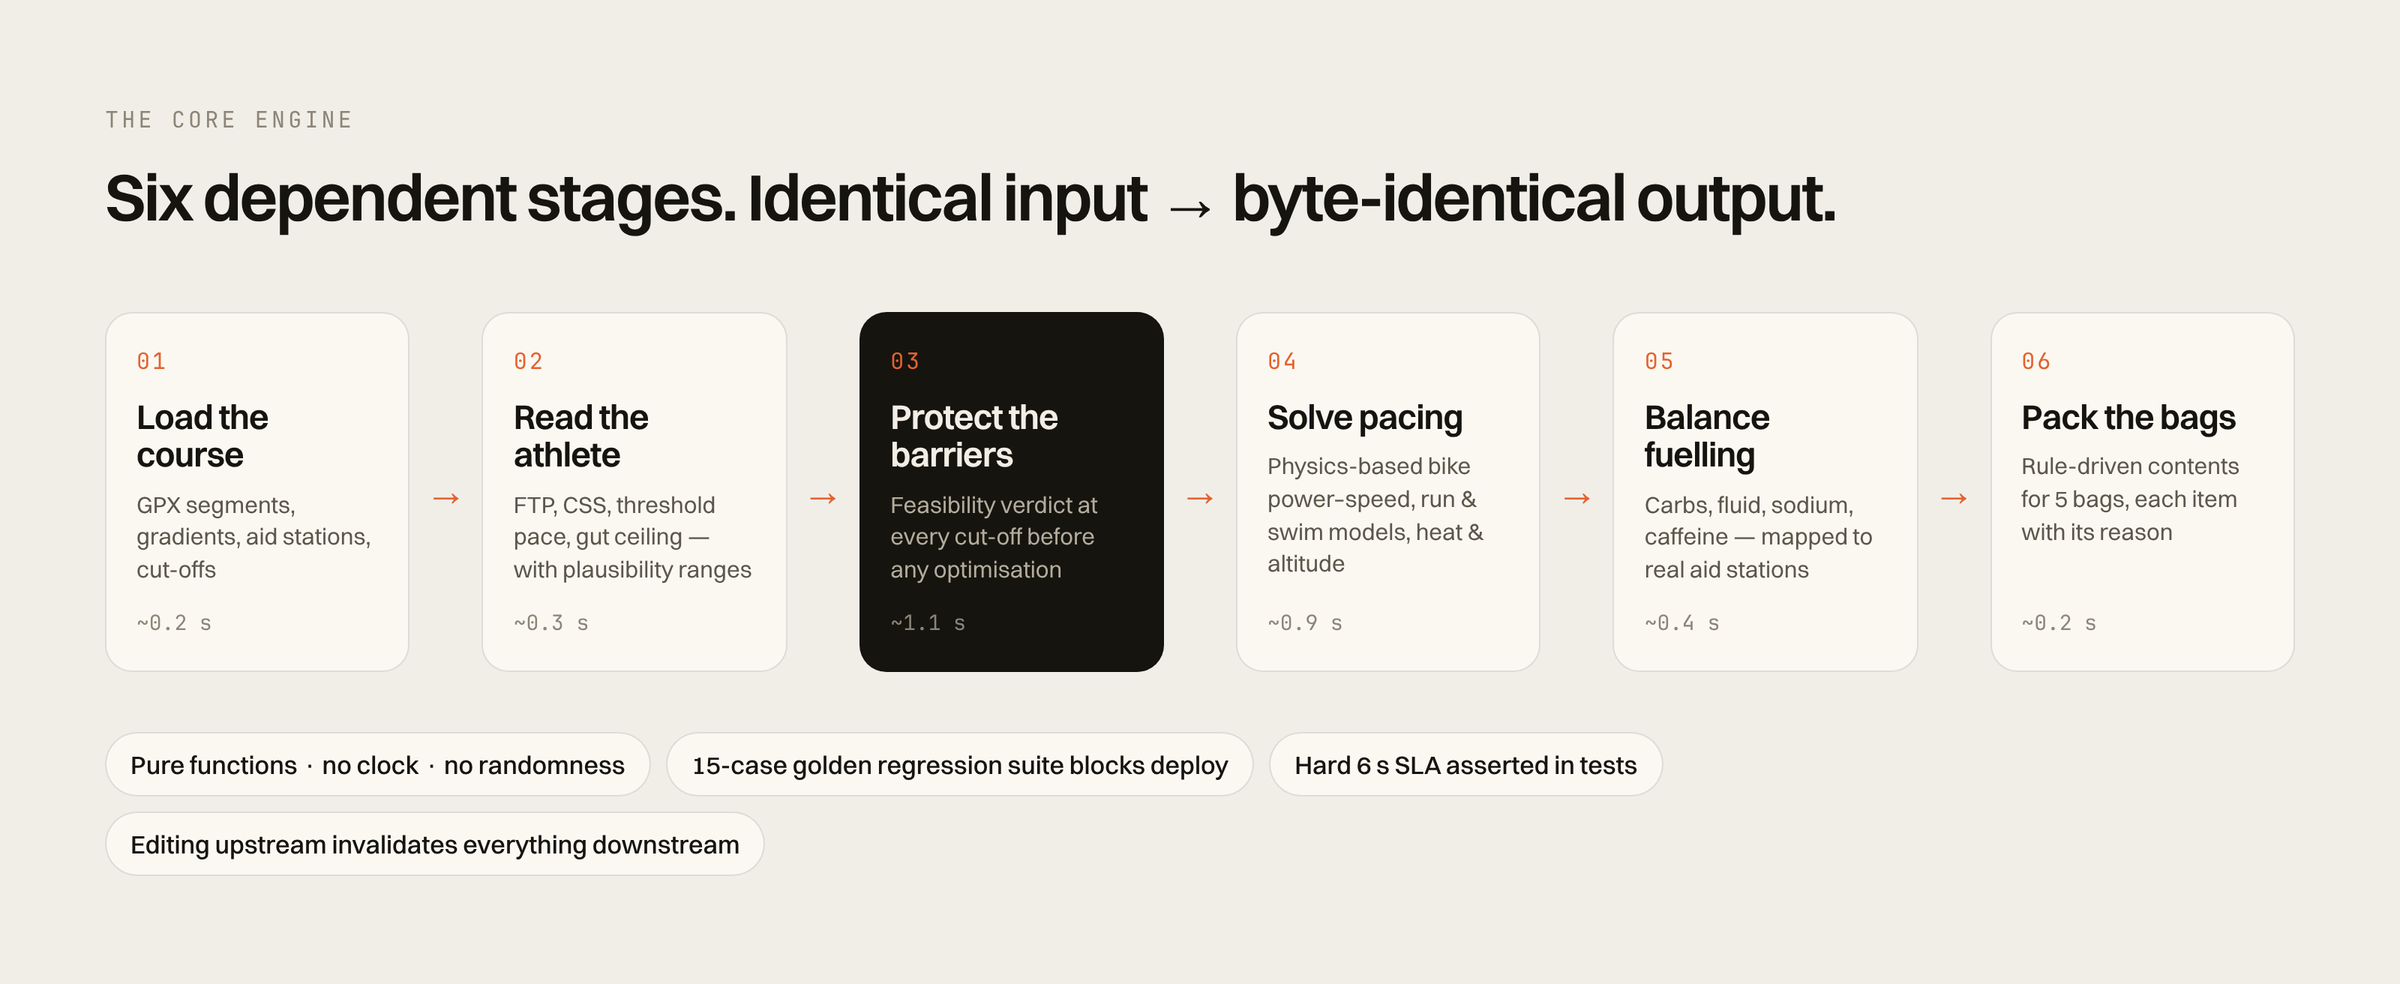 THE CORE ENGINE
Six dependent stages. Identical input → byte-identical output.
01
Load the
course
GPX segments,
gradients, aid stations,
cut-offs
~0.2 s
→
02
Read the
athlete
FTP, CSS, threshold
pace, gut ceiling —
with plausibility ranges
~0.3 s
→
03
Protect the
barriers
Feasibility verdict at
every cut-off before
any optimisation
~1.1 s
→
04
Solve pacing
Physics-based bike
power–speed, run &
swim models, heat &
altitude
~0.9 s
→
05
Balance
fuelling
Carbs, fluid, sodium,
caffeine — mapped to
real aid stations
~0.4 s
→
06
Pack the bags
Rule-driven contents
for 5 bags, each item
with its reason
~0.2 s
Pure functions · no clock · no randomness
15-case golden regression suite blocks deploy
Hard 6 s SLA asserted in tests
Editing upstream invalidates everything downstream